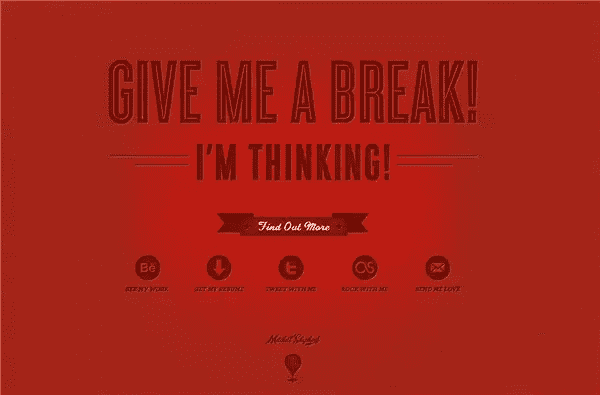 GIVE ME A BREAK!
I'M THINKING!
Find Out More
Bē
SEE MY WORK
GET MY RESUME
TWEET WITH ME
ROCK WITH ME
SEND ME LOVE